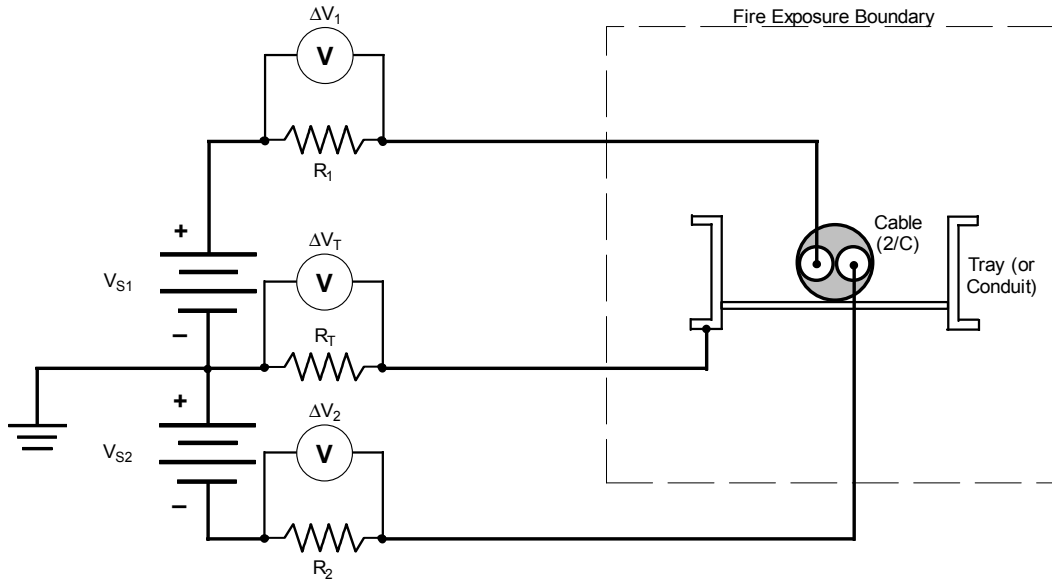 Fire Exposure Boundary
ΔV1
V
R1
+
VS1
−
ΔVT
V
RT
Cable
(2/C)
Tray (or
Conduit)
+
VS2
−
ΔV2
V
R2